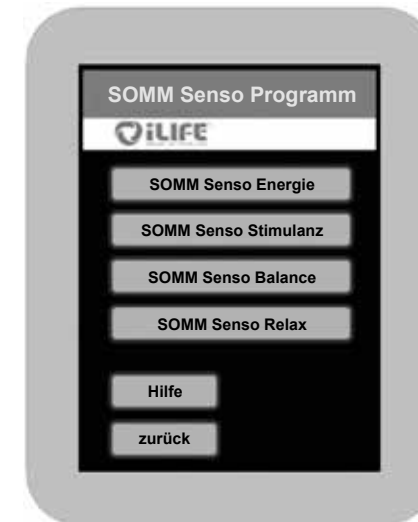 SOMM Senso Programm
iLIFE
SOMM Senso Energie
SOMM Senso Stimulanz
SOMM Senso Balance
SOMM Senso Relax
Hilfe
zurück